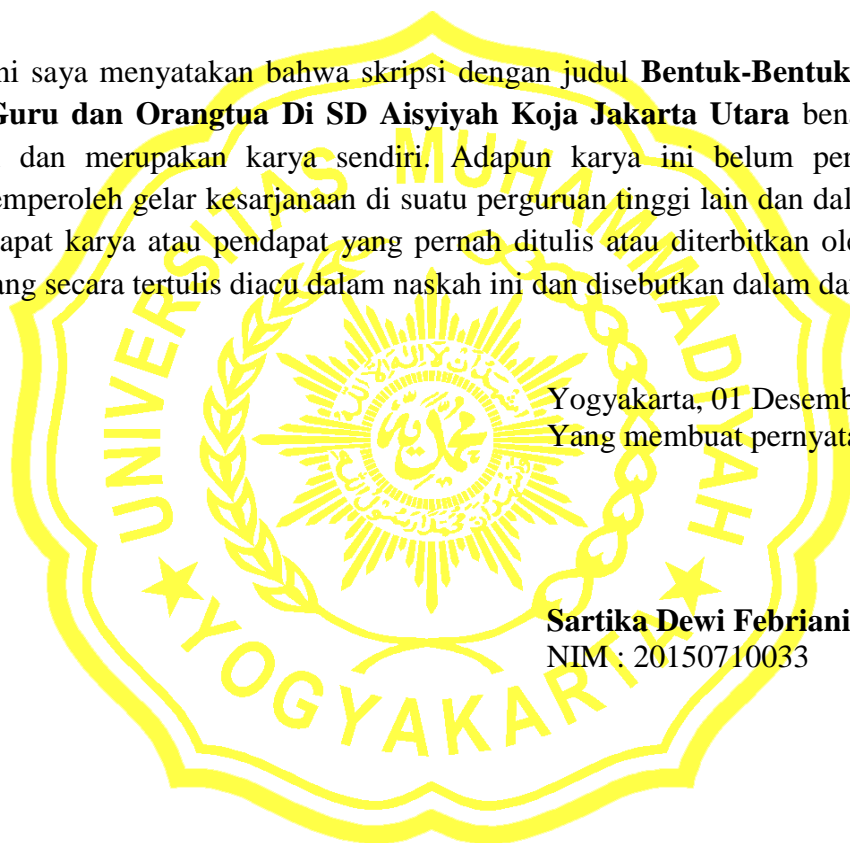 ni saya menyatakan bahwa skripsi dengan judul Bentuk-Bentuk
Guru dan Orangtua Di SD Aisyiyah Koja Jakarta Utara ben
dan merupakan karya sendiri. Adapun karya ini belum per
emperoleh gelar kesarjanaan di suatu perguruan tinggi lain dan dal
apat karya atau pendapat yang pernah ditulis atau diterbitkan ol
ang secara tertulis diacu dalam naskah ini dan disebutkan dalam da
Yogyakarta, 01 Desemb
Yang membuat pernyata
Sartika Dewi Febriani
NIM : 20150710033
UNIVERSITAS MUHAMMADIYAH
YOGYAKARTA
محمدية